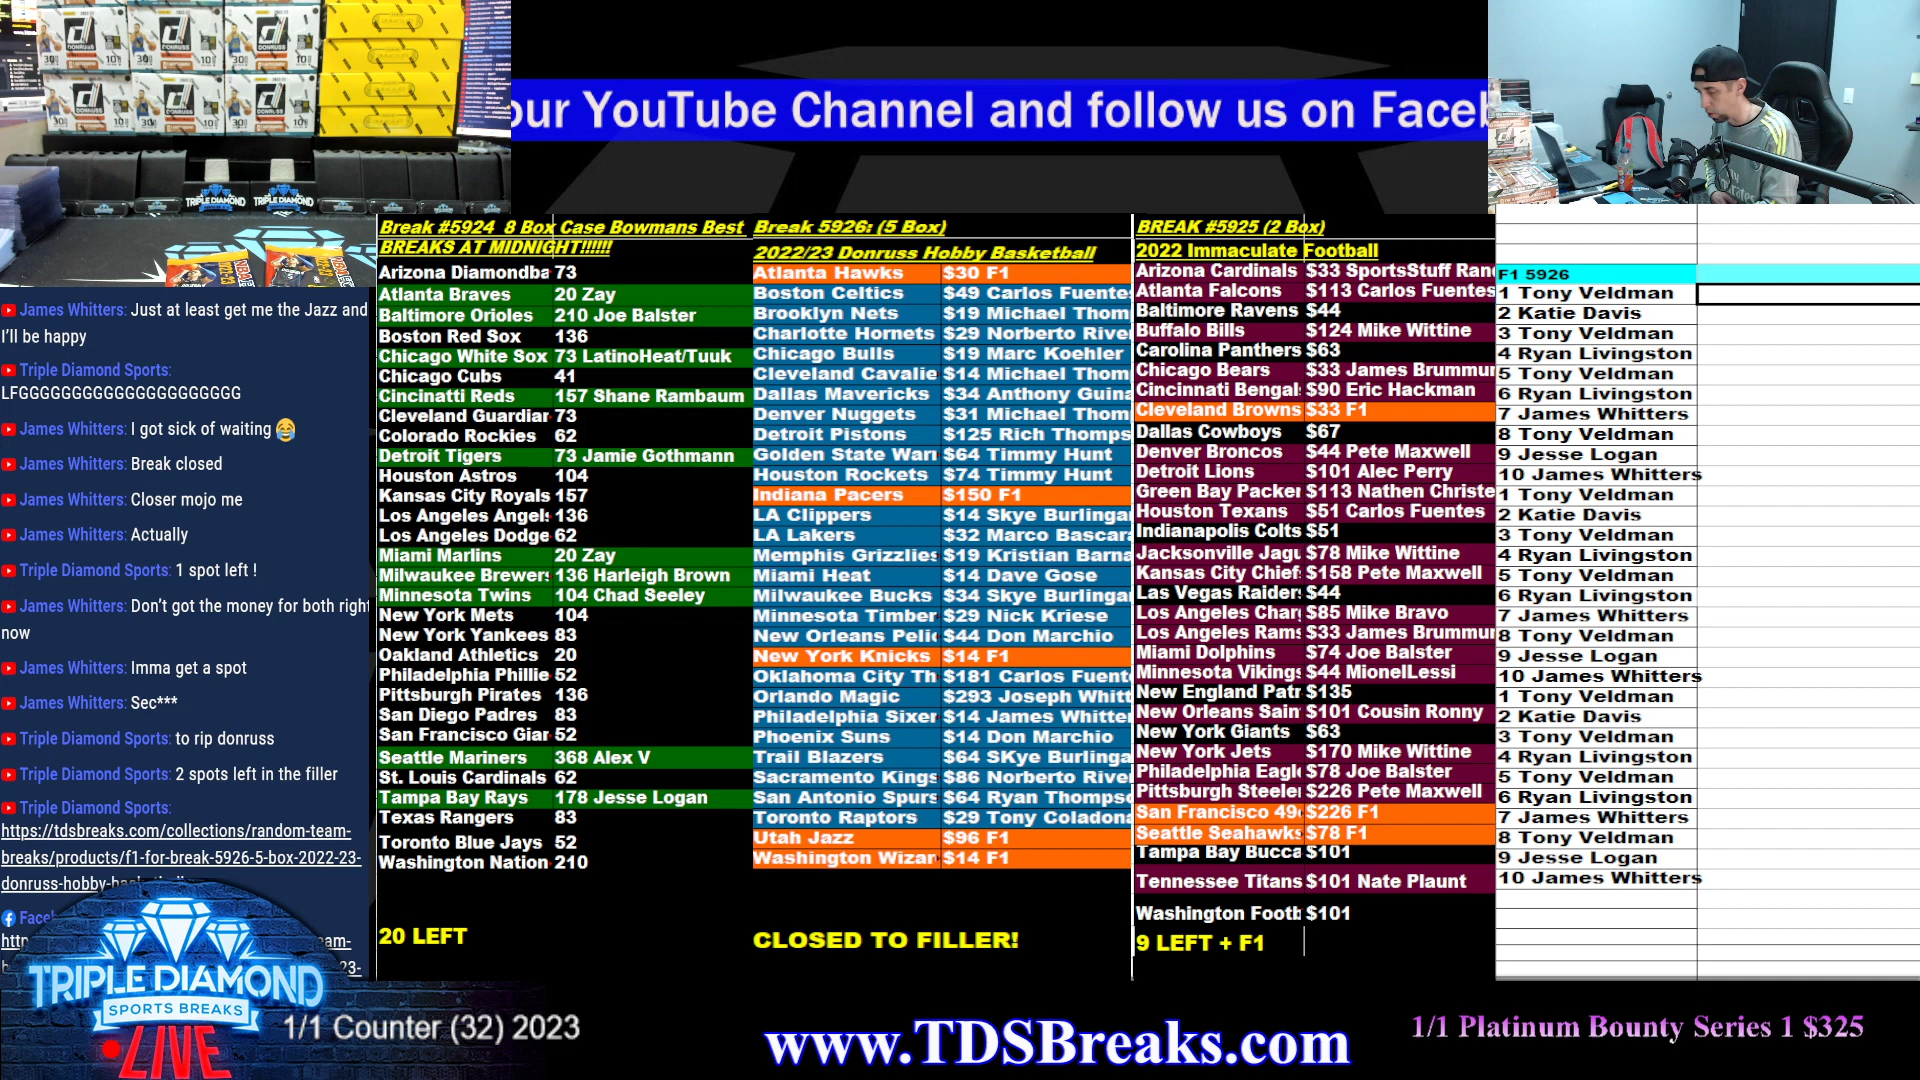 our YouTube Channel and follow us on Faceb
James Whitters: Just at least get me the Jazz and
I'll be happy
Triple Diamond Sports:
LFGGGGGGGGGGGGGGGGGGGGG
James Whitters: I got sick of waiting 😂
James Whitters: Break closed
James Whitters: Closer mojo me
James Whitters: Actually
Triple Diamond Sports: 1 spot left !
James Whitters: Don't got the money for both right
now
James Whitters: Imma get a spot
James Whitters: Sec***
Triple Diamond Sports: to rip donruss
Triple Diamond Sports: 2 spots left in the filler
Triple Diamond Sports:
https://tdsbreaks.com/collections/random-team-
breaks/products/f1-for-break-5926-5-box-2022-23-
donruss-hobby-
TRIPLE DIAMOND
SPORTS BREAKS
LIVE
1/1 Counter (32) 2023
Break #5924 8 Box Case Bowmans Best
BREAKS AT MIDNIGHT!!!!!!
Arizona Diamondba 73
Atlanta Braves 20 Zay
Baltimore Orioles 210 Joe Balster
Boston Red Sox 136
Chicago White Sox 73 LatinoHeat/Tuuk
Chicago Cubs 41
Cincinatti Reds 157 Shane Rambaum
Cleveland Guardian 73
Colorado Rockies 62
Detroit Tigers 73 Jamie Gothmann
Houston Astros 104
Kansas City Royals 157
Los Angeles Angels 136
Los Angeles Dodge 62
Miami Marlins 20 Zay
Milwaukee Brewers 136 Harleigh Brown
Minnesota Twins 104 Chad Seeley
New York Mets 104
New York Yankees 83
Oakland Athletics 20
Philadelphia Phillie 52
Pittsburgh Pirates 136
San Diego Padres 83
San Francisco Gian 52
Seattle Mariners 368 Alex V
St. Louis Cardinals 62
Tampa Bay Rays 178 Jesse Logan
Texas Rangers 83
Toronto Blue Jays 52
Washington Nation 210
20 LEFT
Break 5926: (5 Box)
2022/23 Donruss Hobby Basketball
Atlanta Hawks $30 F1
Boston Celtics $49 Carlos Fuentes
Brooklyn Nets $19 Michael Thom
Charlotte Hornets $29 Norberto River
Chicago Bulls $19 Marc Koehler
Cleveland Cavalie $14 Michael Thom
Dallas Mavericks $34 Anthony Guina
Denver Nuggets $31 Michael Thom
Detroit Pistons $125 Rich Thomps
Golden State Warr $64 Timmy Hunt
Houston Rockets $74 Timmy Hunt
Indiana Pacers $150 F1
LA Clippers $14 Skye Burlinga
LA Lakers $32 Marco Bascara
Memphis Grizzlies $19 Kristian Barna
Miami Heat $14 Dave Gose
Milwaukee Bucks $34 Skye Burlinga
Minnesota Timber $29 Nick Kriese
New Orleans Pelic $44 Don Marchio
New York Knicks $14 F1
Oklahoma City Th $181 Carlos Fuente
Orlando Magic $293 Joseph Whitt
Philadelphia Sixer $14 James Whitter
Phoenix Suns $14 Don Marchio
Trail Blazers $64 SKye Burlinga
Sacramento Kings $86 Norberto River
San Antonio Spurs $64 Ryan Thompso
Toronto Raptors $29 Tony Coladona
Utah Jazz $96 F1
Washington Wizar $14 F1
CLOSED TO FILLER!
BREAK #5925 (2 Box)
2022 Immaculate Football
Arizona Cardinals $33 SportsStuff Ran
Atlanta Falcons $113 Carlos Fuentes
Baltimore Ravens $44
Buffalo Bills $124 Mike Wittine
Carolina Panthers $63
Chicago Bears $33 James Brummur
Cincinnati Bengals $90 Eric Hackman
Cleveland Browns $33 F1
Dallas Cowboys $67
Denver Broncos $44 Pete Maxwell
Detroit Lions $101 Alec Perry
Green Bay Packer $113 Nathen Christe
Houston Texans $51 Carlos Fuentes
Indianapolis Colts $51
Jacksonville Jagu $78 Mike Wittine
Kansas City Chiefs $158 Pete Maxwell
Las Vegas Raiders $44
Los Angeles Charg $85 Mike Bravo
Los Angeles Rams $33 James Brummur
Miami Dolphins $74 Joe Balster
Minnesota Vikings $44 MionelLessi
New England Patr $135
New Orleans Saint $101 Cousin Ronny
New York Giants $63
New York Jets $170 Mike Wittine
Philadelphia Eagle $78 Joe Balster
Pittsburgh Steeler $226 Pete Maxwell
San Francisco 49e $226 F1
Seattle Seahawks $78 F1
Tampa Bay Bucca $101
Tennessee Titans $101 Nate Plaunt
Washington Footb $101
9 LEFT + F1
F1 5926
1 Tony Veldman
2 Katie Davis
3 Tony Veldman
4 Ryan Livingston
5 Tony Veldman
6 Ryan Livingston
7 James Whitters
8 Tony Veldman
9 Jesse Logan
10 James Whitters
1 Tony Veldman
2 Katie Davis
3 Tony Veldman
4 Ryan Livingston
5 Tony Veldman
6 Ryan Livingston
7 James Whitters
8 Tony Veldman
9 Jesse Logan
10 James Whitters
1 Tony Veldman
2 Katie Davis
3 Tony Veldman
4 Ryan Livingston
5 Tony Veldman
6 Ryan Livingston
7 James Whitters
8 Tony Veldman
9 Jesse Logan
10 James Whitters
www.TDSBreaks.com
1/1 Platinum Bounty Series 1 $325